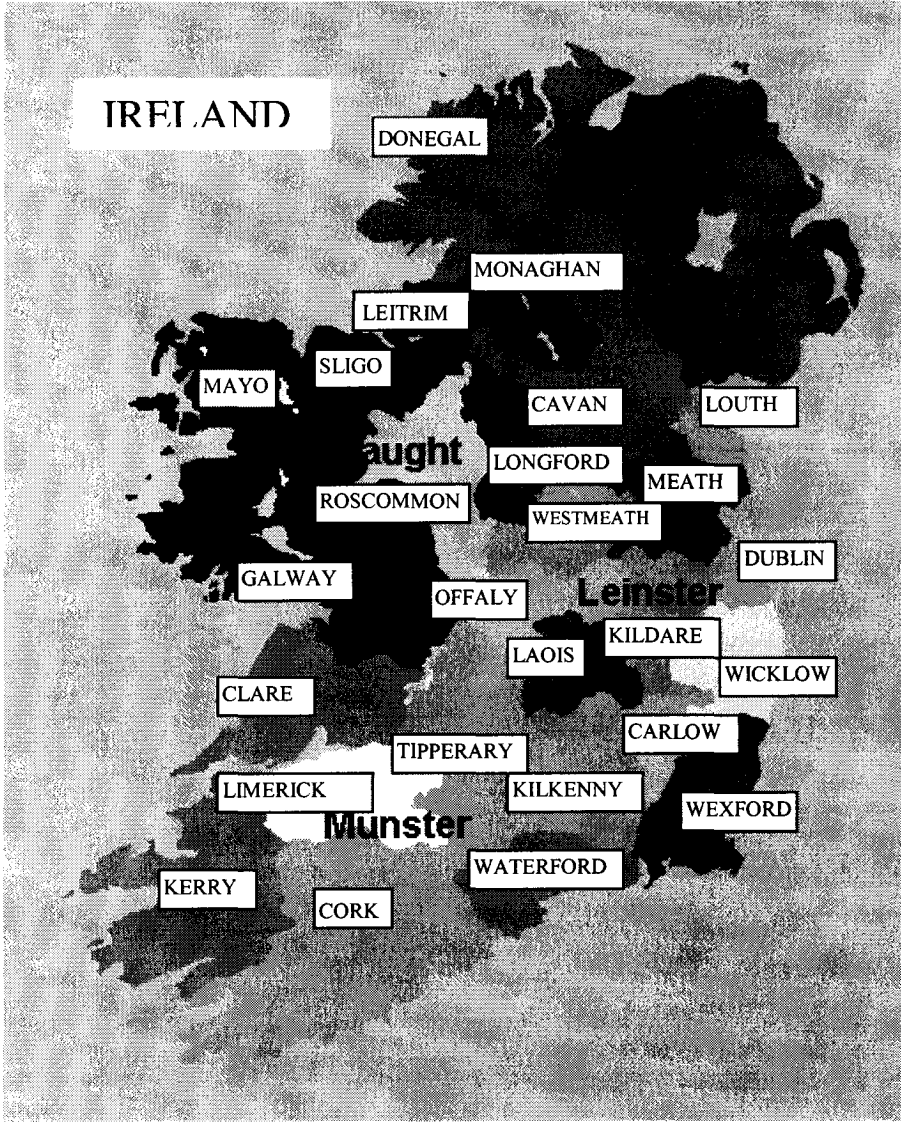 IRELAND
DONEGAL
MONAGHAN
LEITRIM
SLIGO
MAYO
CAVAN
LOUTH
aught
LONGFORD
MEATH
ROSCOMMON
WESTMEATH
DUBLIN
GALWAY
OFFALY
Leinster
KILDARE
LAOIS
WICKLOW
CLARE
CARLOW
TIPPERARY
LIMERICK
KILKENNY
WEXFORD
Munster
WATERFORD
KERRY
CORK